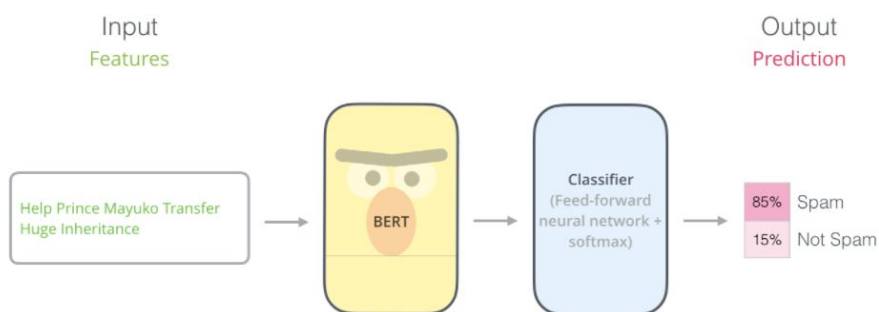 Input
Features
Output
Prediction
Help Prince Mayuko Transfer
Huge Inheritance
BERT
Classifier
(Feed-forward
neural network +
softmax)
85% Spam
15% Not Spam